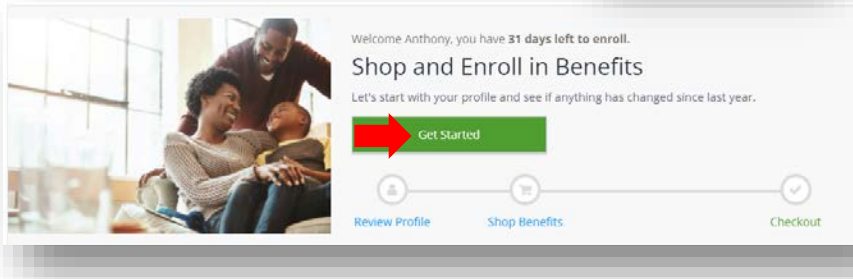 Welcome Anthony, you have 31 days left to enroll.
Shop and Enroll in Benefits
Let's start with your profile and see if anything has changed since last year.
Get Started
Review Profile
Shop Benefits
Checkout